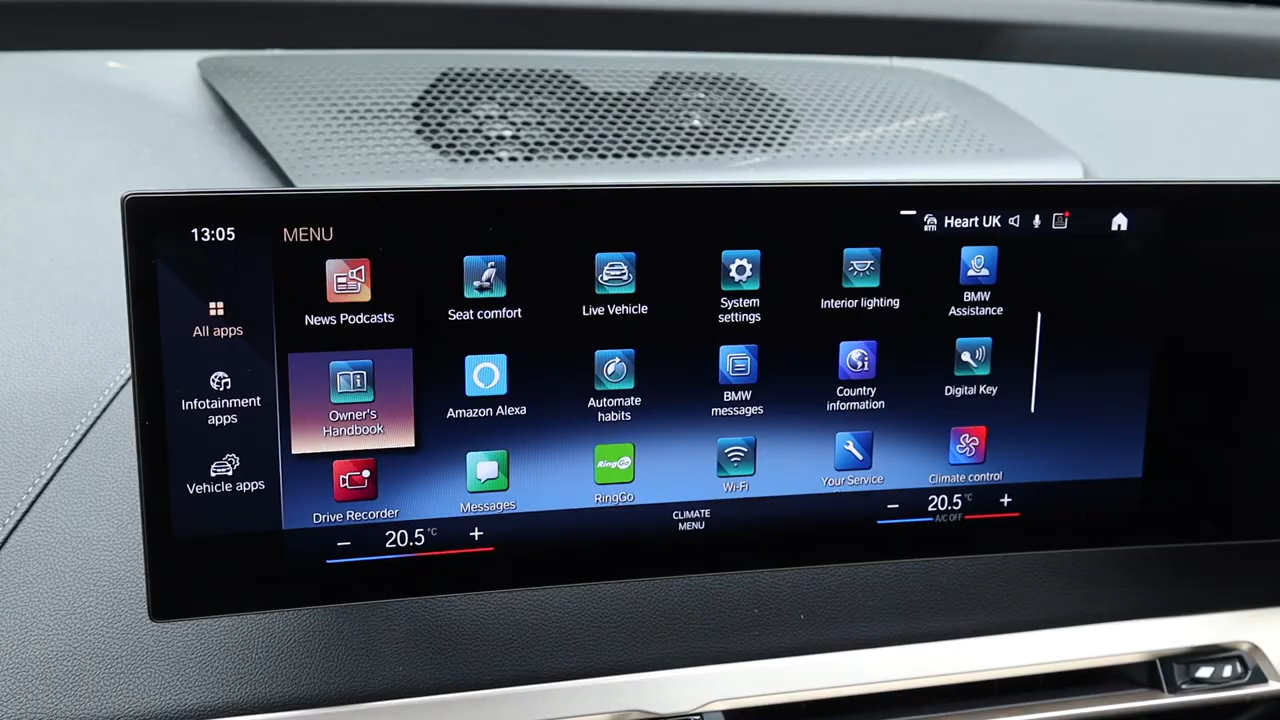 13:05
MENU
RTTI
Heart UK
All apps
Infotainment
apps
Vehicle apps
News Podcasts
Seat comfort
Live Vehicle
System
settings
Interior lighting
BMW
Assistance
Owner's
Handbook
Amazon Alexa
Automate
habits
BMW
messages
Country
information
Digital Key
Drive Recorder
Messages
RingGo
RingGo
Wi-Fi
Your Service
Climate control
− 20.5 °C +
CLIMATE
MENU
− 20.5 °C +
A/C OFF